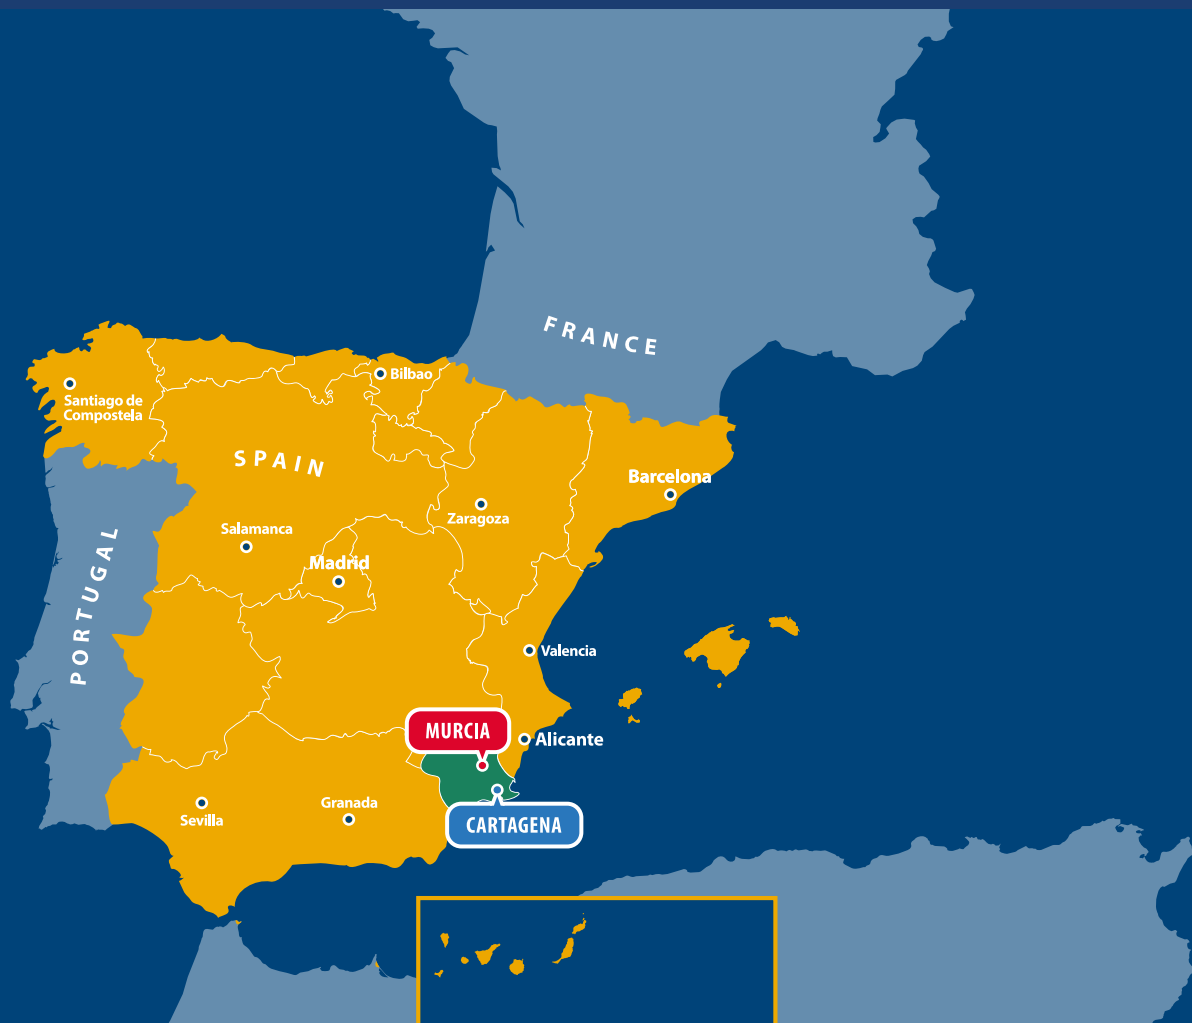 FRANCE
Bilbao
Santiago de
Compostela
SPAIN
Barcelona
Zaragoza
Salamanca
PORTUGAL
Madrid
Valencia
MURCIA
Alicante
Granada
Sevilla
CARTAGENA